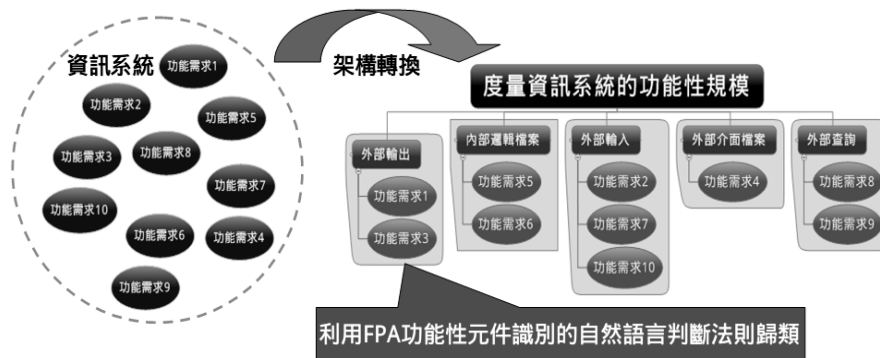 資訊系統
功能需求1
功能需求2
功能需求5
功能需求3
功能需求8
功能需求7
功能需求10
功能需求6
功能需求4
功能需求9
架構轉換
度量資訊系統的功能性規模
外部輸出
功能需求1
功能需求3
內部邏輯檔案
功能需求5
功能需求6
外部輸入
功能需求2
功能需求7
功能需求10
外部介面檔案
功能需求4
外部查詢
功能需求8
功能需求9
利用FPA功能性元件識別的自然語言判斷法則歸類